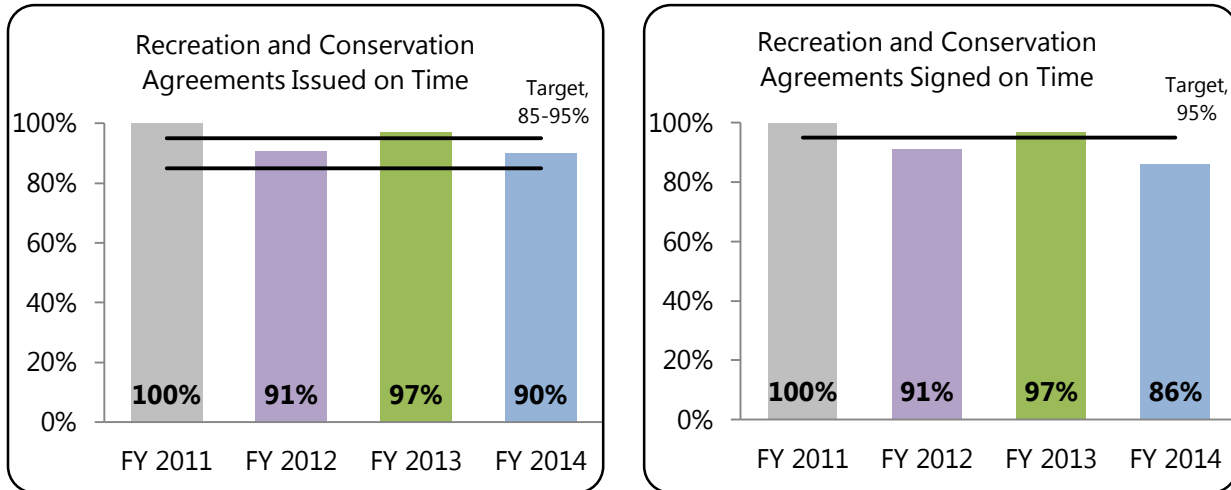 Recreation and Conservation
Agreements Issued on Time
Target,
85-95%
100%
80%
60%
40%
20%
0%
100%
91%
97%
90%
FY 2011
FY 2012
FY 2013
FY 2014
Recreation and Conservation
Agreements Signed on Time
Target,
95%
100%
80%
60%
40%
20%
0%
100%
91%
97%
86%
FY 2011
FY 2012
FY 2013
FY 2014